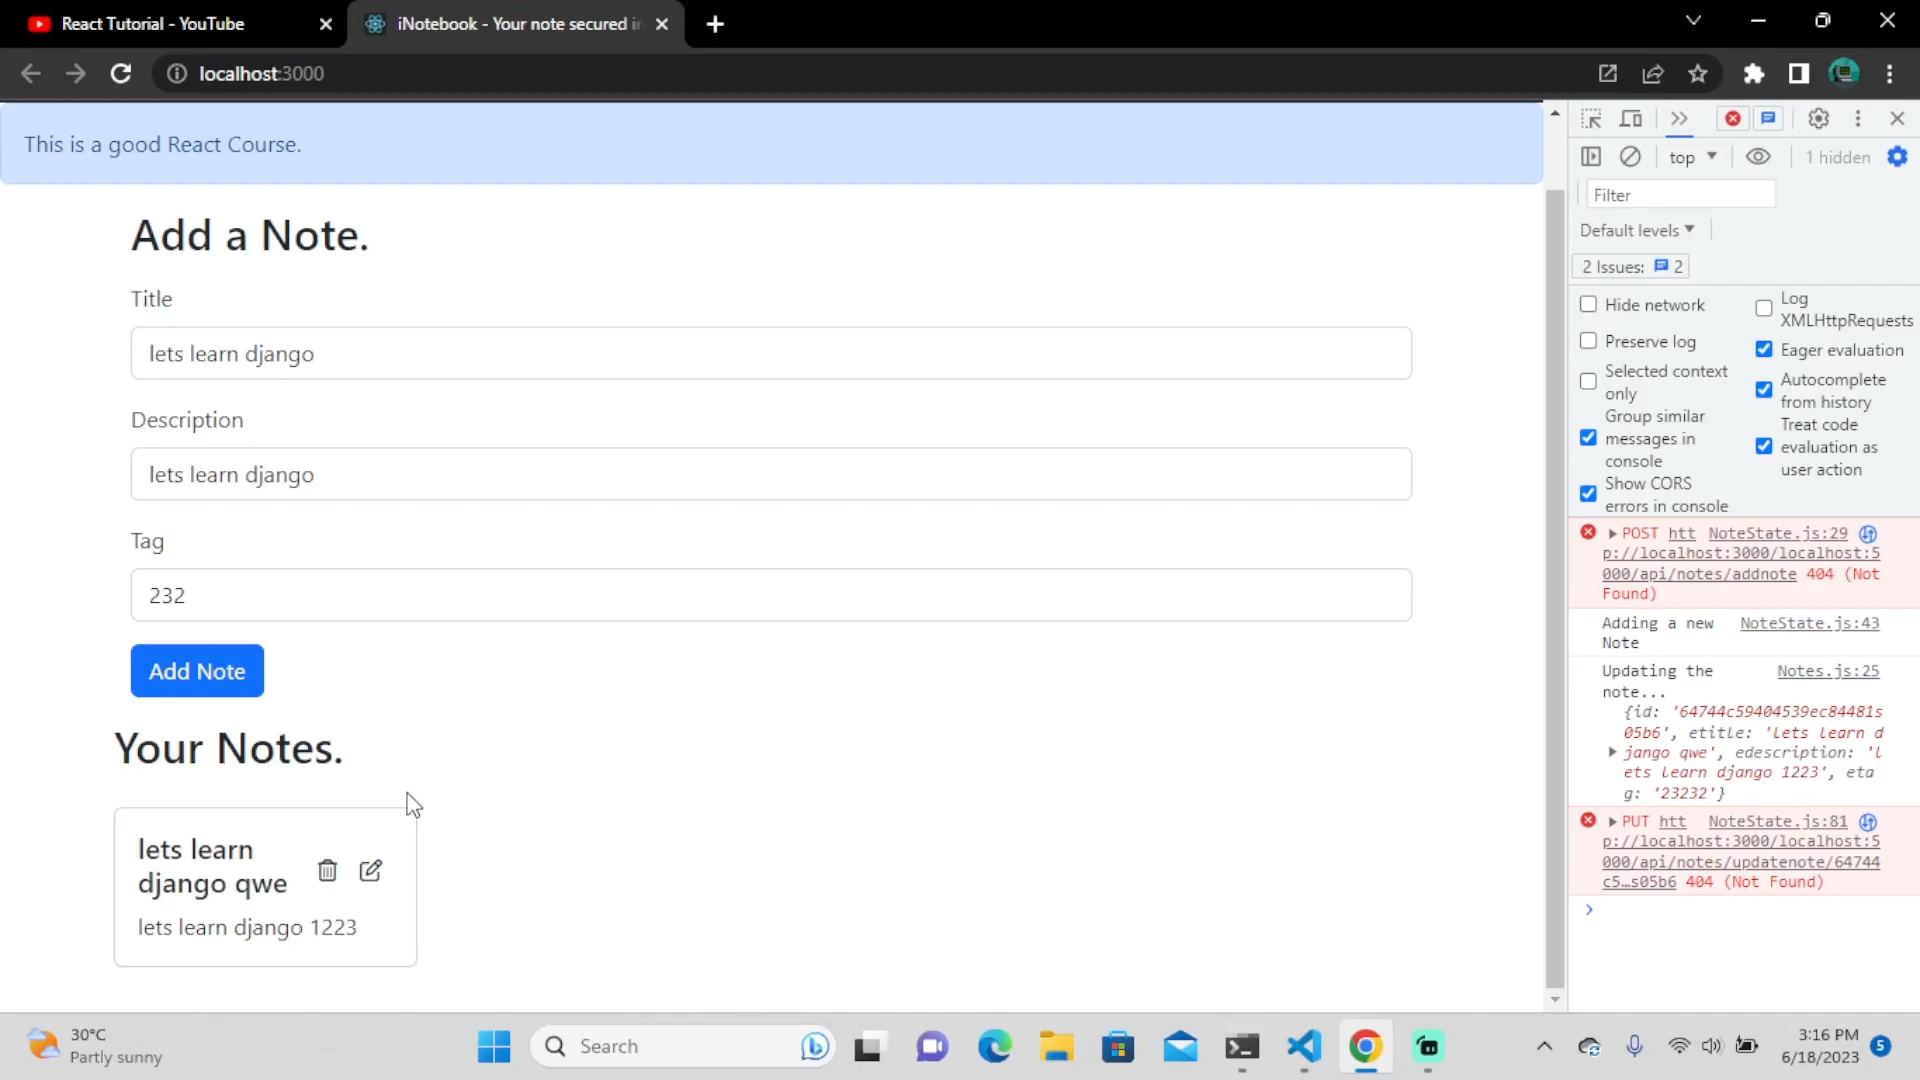 React Tutorial - YouTube
iNotebook - Your note secured in
localhost:3000
This is a good React Course.
Add a Note.
Title
lets learn django
Description
lets learn django
Tag
232
Add Note
Your Notes.
lets learn
django qwe
lets learn django 1223
top
1 hidden
Filter
Default levels
2 Issues: 2
Hide network
Log
XMLHttpRequests
Preserve log
Eager evaluation
Selected context
only
Autocomplete
from history
Group similar
messages in
console
Treat code
evaluation as
user action
Show CORS
errors in console
POST htt NoteState.js:29
p://localhost:3000/localhost:5
000/api/notes/addnote 404 (Not
Found)
Adding a new NoteState.js:43
Note
Updating the Notes.js:25
note...
{id: '64744c59404539ec84481s
05b6', etitle: 'lets learn d
jango qwe', edescription: 'l
ets learn django 1223', eta
g: '23232'}
PUT htt NoteState.js:81
p://localhost:3000/localhost:5
000/api/notes/updatenote/64744
c5…s05b6 404 (Not Found)
30°C
Partly sunny
Search
3:16 PM
6/18/2023
5